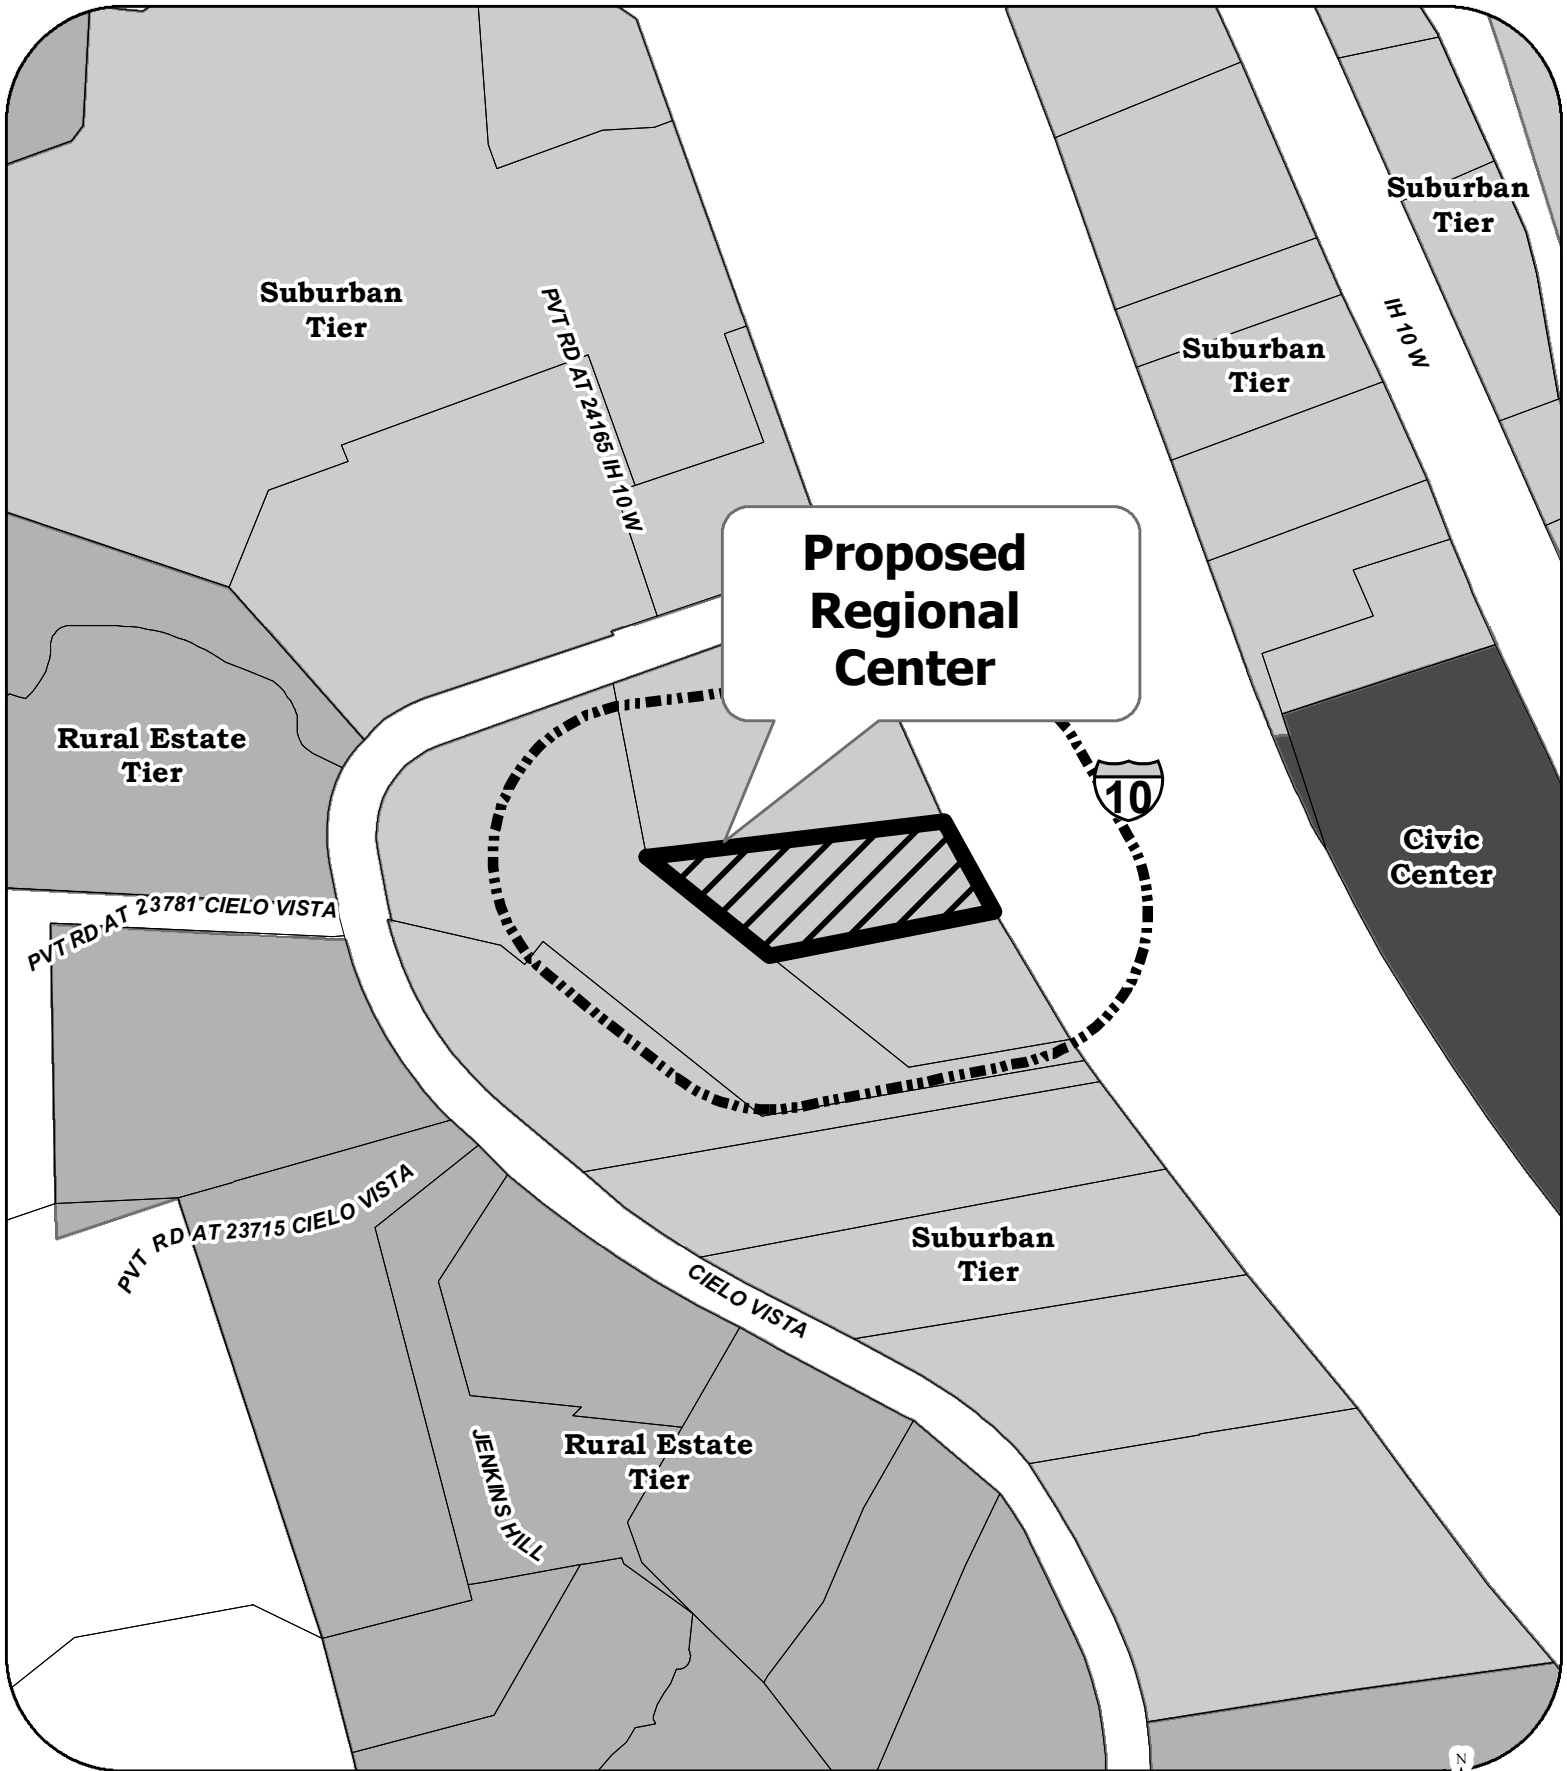 Suburban
Tier
Suburban
Tier
PVT RD AT 24165 IH 10 W
IH 10 W
Suburban
Tier
Proposed
Regional
Center
Rural Estate
Tier
10
Civic
Center
PVT RD AT 23781 CIELO VISTA
PVT RD AT 23715 CIELO VISTA
Suburban
Tier
CIELO VISTA
Rural Estate
Tier
JENKINS HILL
N